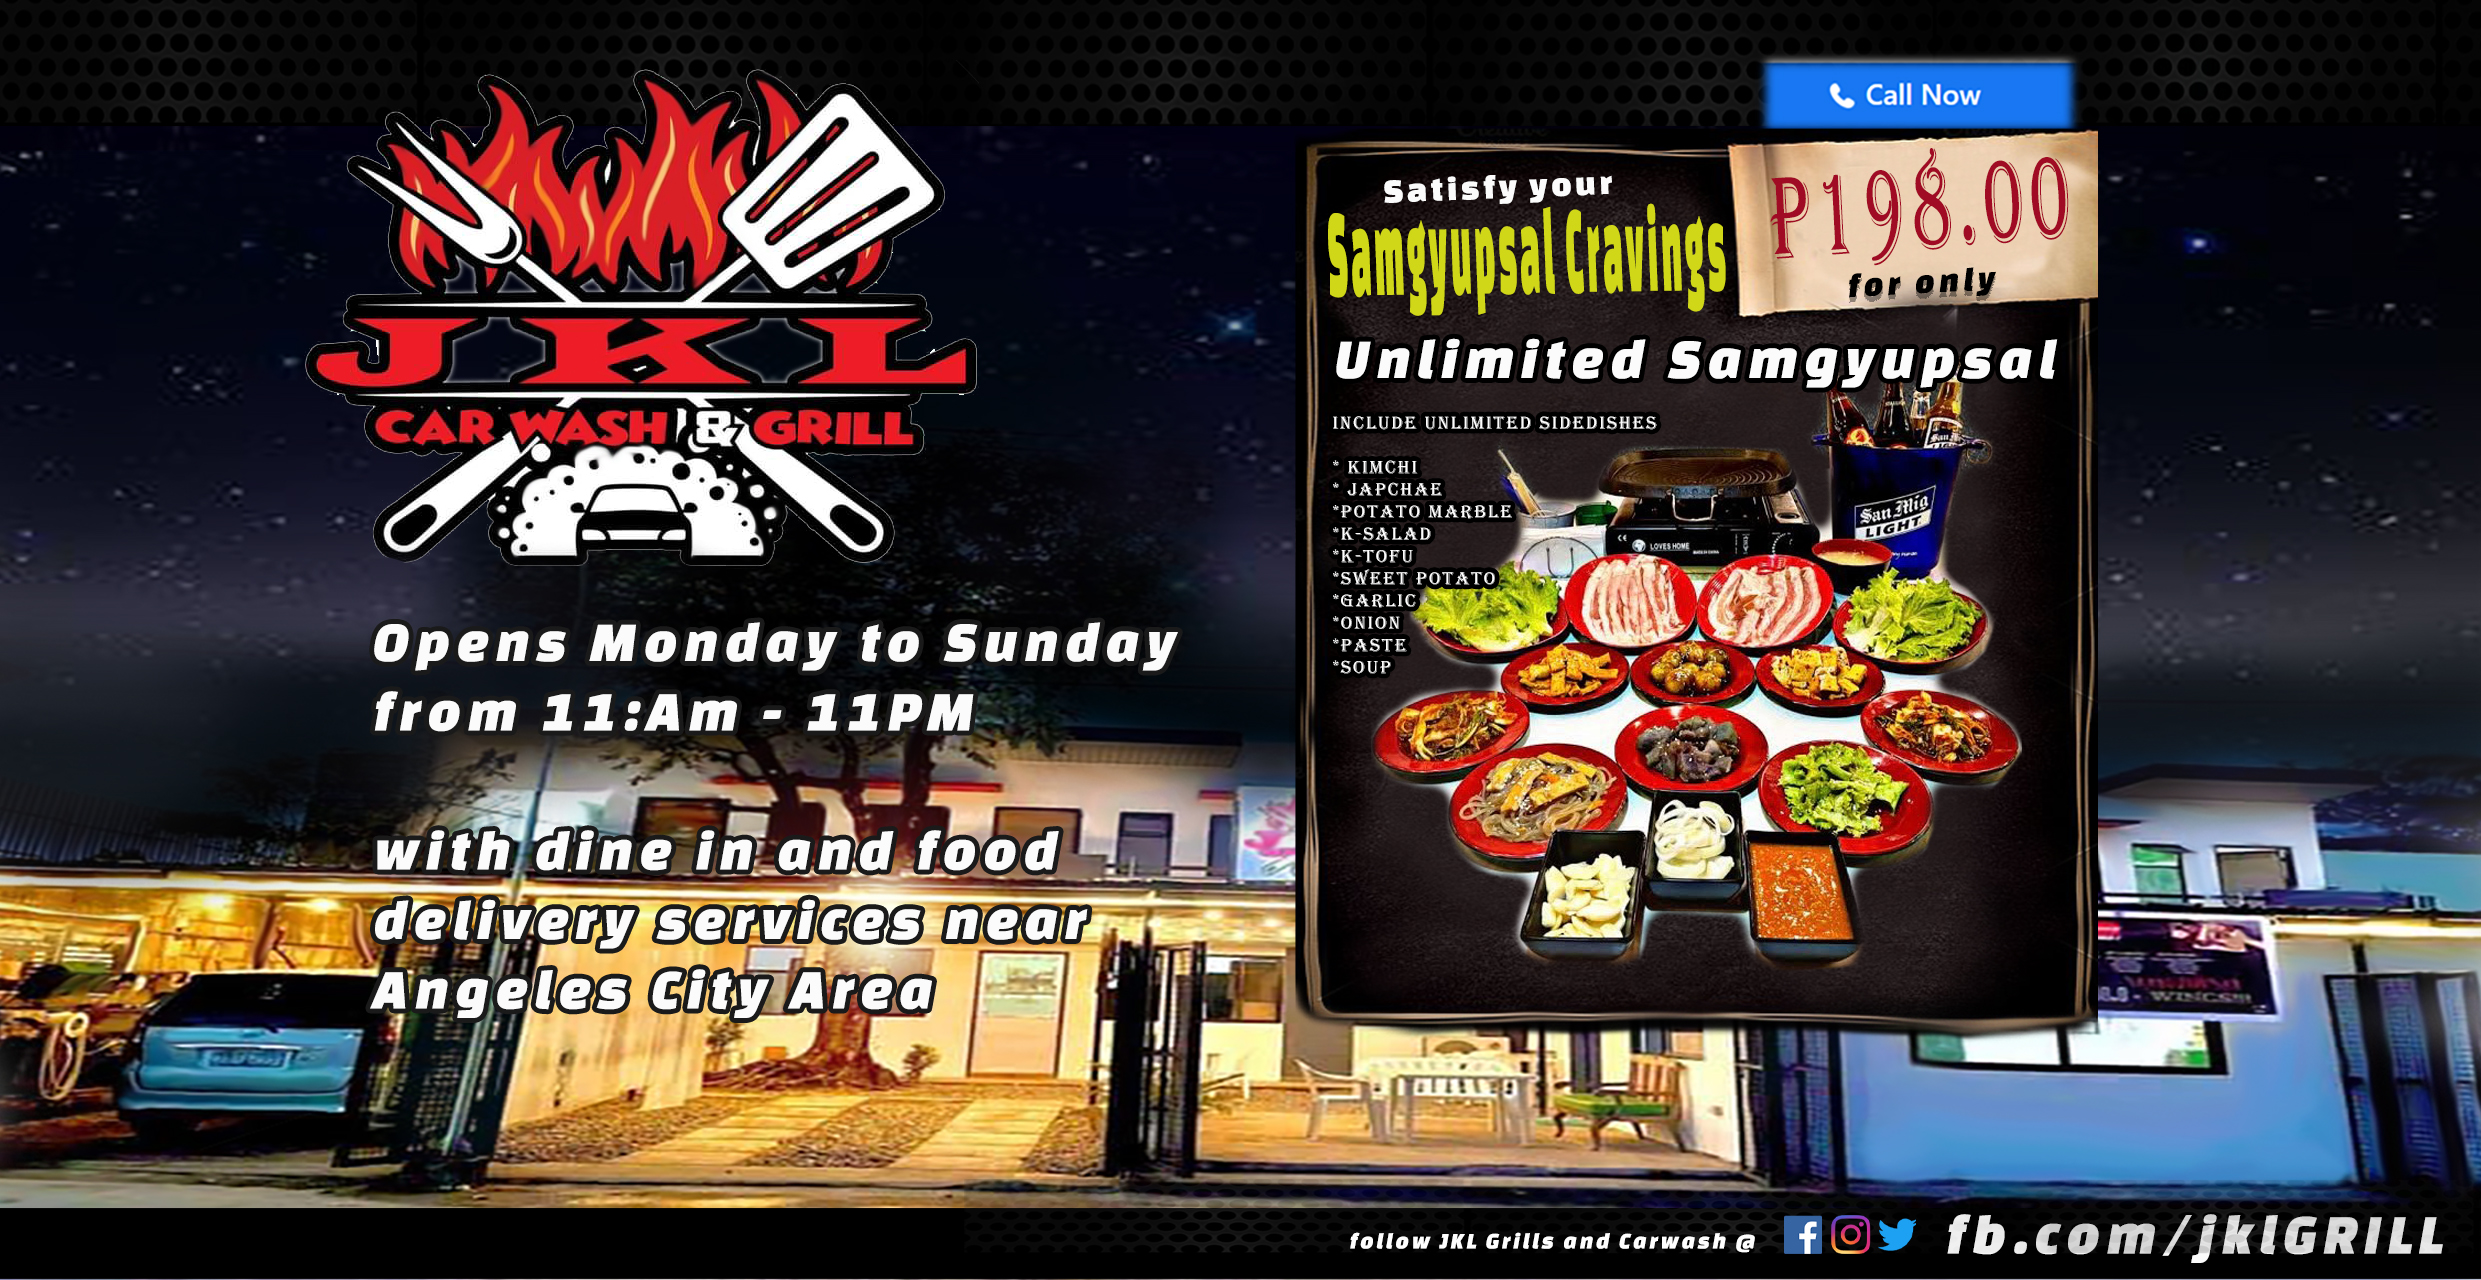 JKL
CAR WASH & GRILL
Opens Monday to Sunday
from 11:Am - 11PM
with dine in and food
delivery services near
Angeles City Area
Call Now
Satisfy your
Samgyupsal Cravings
₱198.00
for only
Unlimited Samgyupsal
INCLUDE UNLIMITED SIDEDISHES
* KIMCHI
* JAPCHAE
*POTATO MARBLE
*K-SALAD
*K-TOFU
*SWEET POTATO
*GARLIC
*ONION
*PASTE
*SOUP
San Mig
LIGHT
LOVES HOME
follow JKL Grills and Carwash @
fb.com/jklGRILL